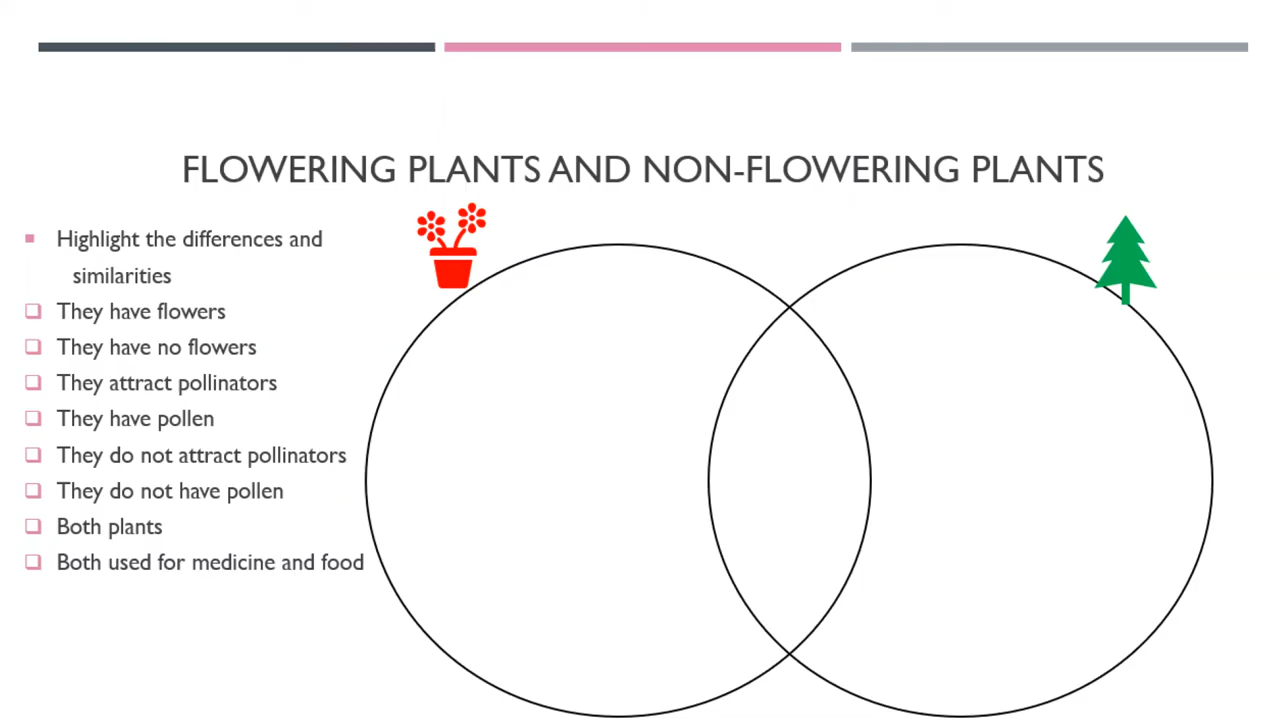 FLOWERING PLANTS AND NON-FLOWERING PLANTS
Highlight the differences and
similarities
They have flowers
They have no flowers
They attract pollinators
They have pollen
They do not attract pollinators
They do not have pollen
Both plants
Both used for medicine and food